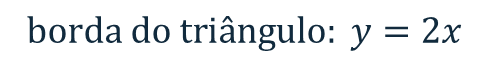 borda do triângulo: y = 2x